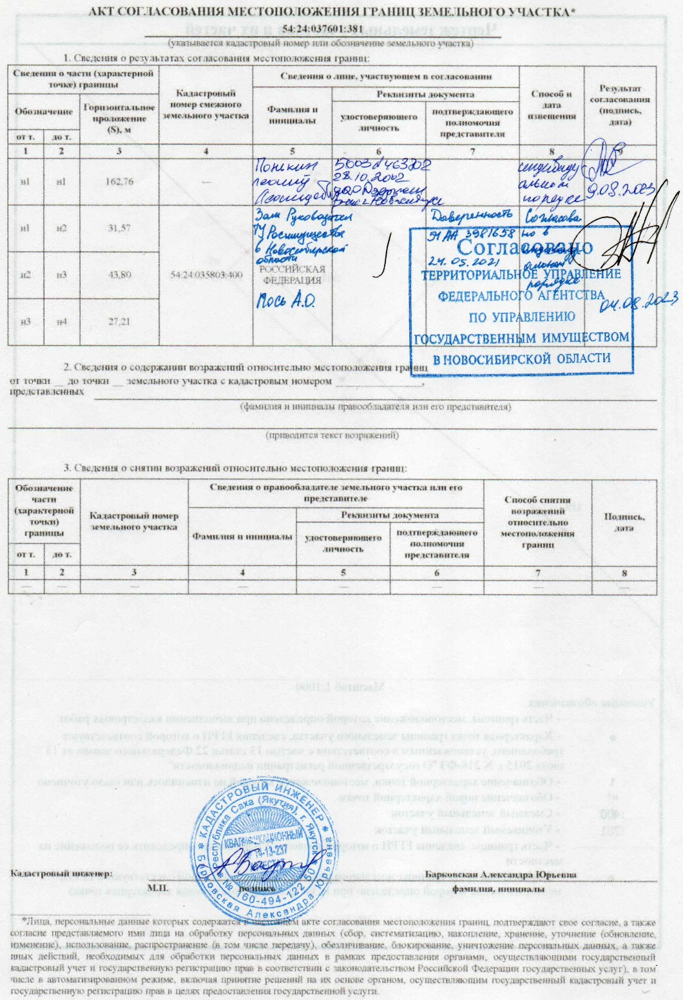 АКТ СОГЛАСОВАНИЯ МЕСТОПОЛОЖЕНИЯ ГРАНИЦ ЗЕМЕЛЬНОГО УЧАСТКА*
54:24:037601:381
(указывается кадастровый номер или обозначение земельного участка)
1. Сведения о результатах согласования местоположения границ:
Сведения о части (характерной точке) границы
Обозначение
от т.
до т.
Горизонтальное проложение (S), м
Кадастровый номер смежного земельного участка
Сведения о лице, участвующем в согласовании
Фамилия и инициалы
Реквизиты документа
удостоверяющего личность
подтверждающего полномочия представителя
Способ и дата извещения
Результат согласования (подпись, дата)
1 2 3 4 5 6 7 8 9
н1 н1 162,76 —
28.10.2002
индивидуальном порядке
9.08.2023
н1 н2 31,57
н2 н3 43,80 54:24:035803:400
н3 н4 27,21
Зам Руководителя
ТУ Росимущества
в Новосибирской
области
РОССИЙСКАЯ
ФЕДЕРАЦИЯ
Мось А.О.
Доверенность
54 АА 3981658
24.05.2021
Согласова
но в
порядке
04.08.2023
Согласовано
ТЕРРИТОРИАЛЬНОЕ УПРАВЛЕНИЕ
ФЕДЕРАЛЬНОГО АГЕНТСТВА
ПО УПРАВЛЕНИЮ
ГОСУДАРСТВЕННЫМ ИМУЩЕСТВОМ
В НОВОСИБИРСКОЙ ОБЛАСТИ
2. Сведения о содержании возражений относительно местоположения границ
от точки __ до точки __ земельного участка с кадастровым номером ________________,
представленных
(фамилия и инициалы правообладателя или его представителя)
(приводится текст возражений)
3. Сведения о снятии возражений относительно местоположения границ:
Обозначение части (характерной точки) границы
от т.
до т.
Кадастровый номер земельного участка
Сведения о правообладателе земельного участка или его представителе
Фамилия и инициалы
Реквизиты документа
удостоверяющего личность
подтверждающего полномочия представителя
Способ снятия возражений относительно местоположения границ
Подпись, дата
1 2 3 4 5 6 7 8
— — — — — — — —
КАДАСТРОВЫЙ ИНЖЕНЕР
Барковская Александра Юрьевна
Республика Саха (Якутия), г. Якутск
№ 160-494-122 50
КВАЛИФИКАЦИОННЫЙ
14-13-237
АТТЕСТАТ
Кадастровый инженер:
М.П.
подпись
Барковская Александра Юрьевна
фамилия, инициалы
*Лица, персональные данные которых содержатся в настоящем акте согласования местоположения границ, подтверждают свое согласие, а также
согласие представляемого ими лица на обработку персональных данных (сбор, систематизацию, накопление, хранение, уточнение (обновление,
изменение), использование, распространение (в том числе передачу), обезличивание, блокирование, уничтожение персональных данных, а также
иных действий, необходимых для обработки персональных данных в рамках предоставления органами, осуществляющими государственный
кадастровый учет и государственную регистрацию прав в соответствии с законодательством Российской Федерации государственных услуг), в том
числе в автоматизированном режиме, включая принятие решений на их основе органом, осуществляющим государственный кадастровый учет и
государственную регистрацию прав в целях предоставления государственной услуги.